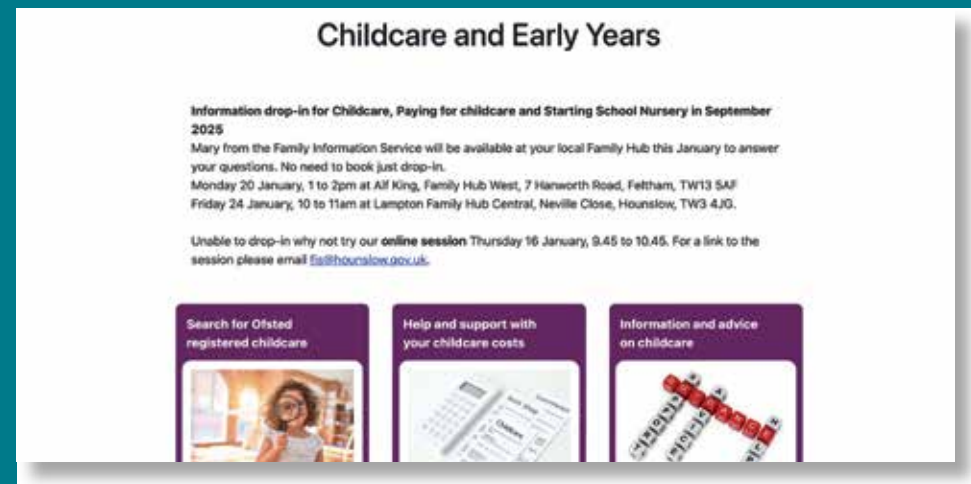 Childcare and Early Years
Information drop-in for Childcare, Paying for childcare and Starting School Nursery in September
2025
Mary from the Family Information Service will be available at your local Family Hub this January to answer
your questions. No need to book just drop-in.
Monday 20 January, 1 to 2pm at Alf King, Family Hub West, 7 Hanworth Road, Feltham, TW13 5AF
Friday 24 January, 10 to 11am at Lampton Family Hub Central, Neville Close, Hounslow, TW3 4JG.
Unable to drop-in why not try our online session Thursday 16 January, 9.45 to 10.45. For a link to the
session please email fis@hounslow.gov.uk.
Search for Ofsted
registered childcare
Help and support with
your childcare costs
Information and advice
on childcare
Childcare
GUIDANCE